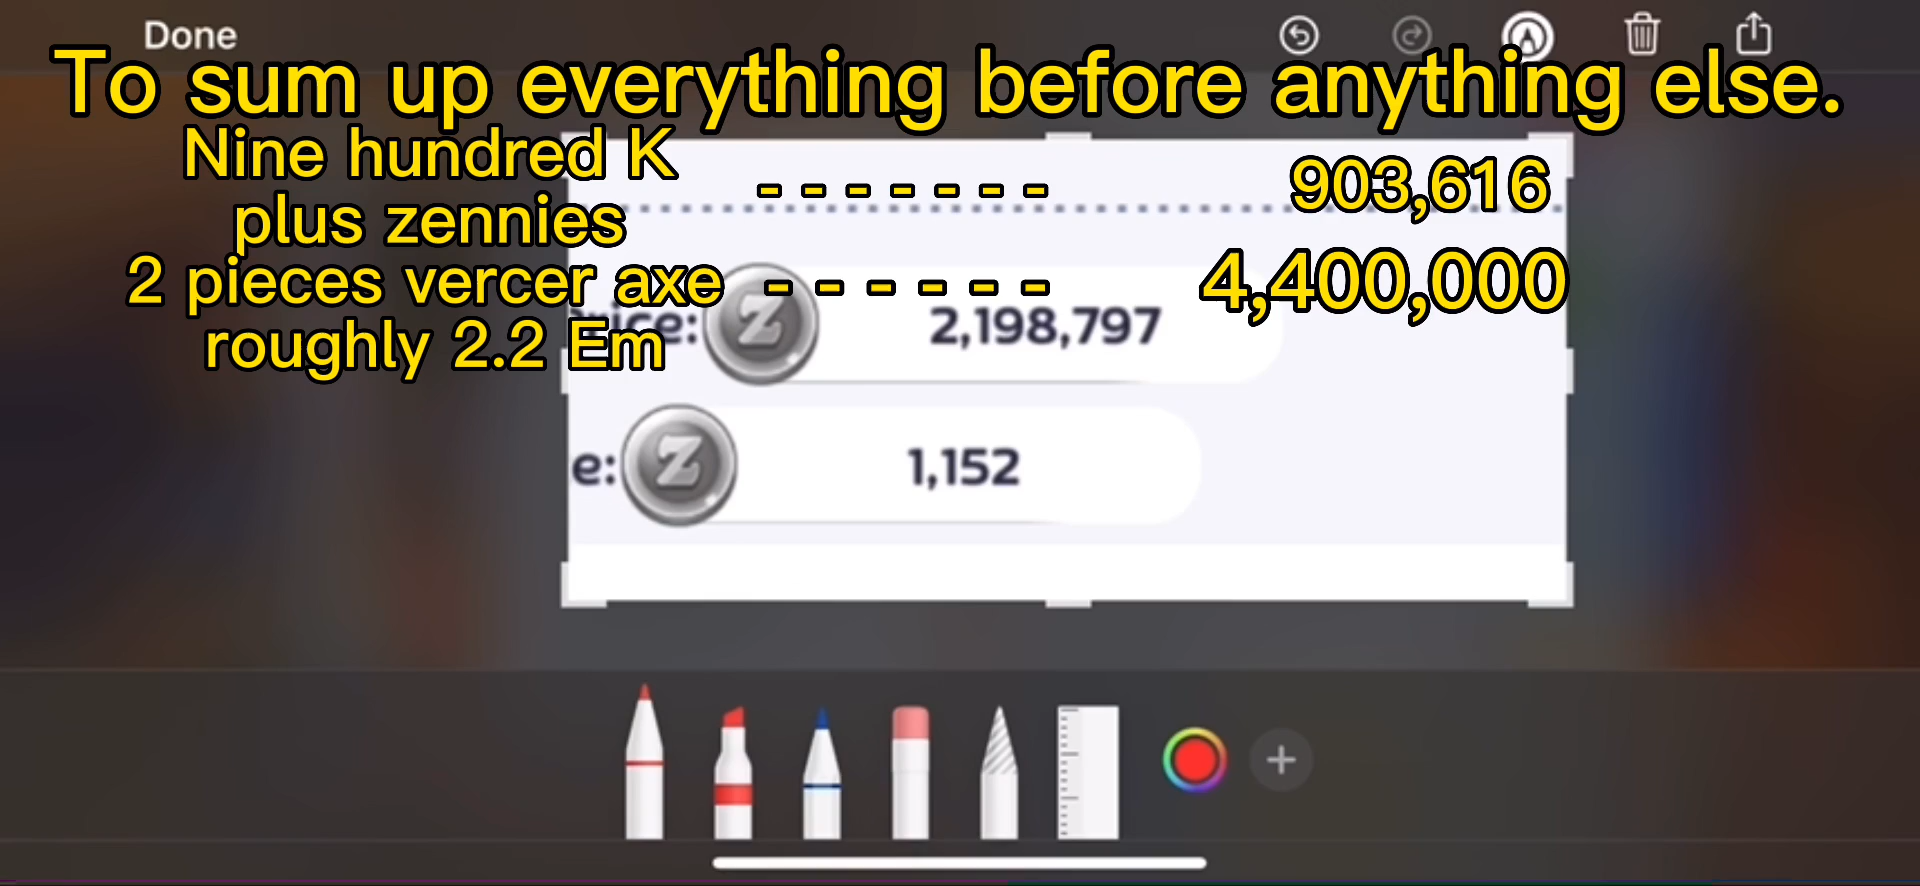 Done
To sum up everything before anything else.
Nine hundred K
plus zennies
- - - - - - -
903,616
2 pieces vercer axe
- - - - - -
4,400,000
roughly 2.2 Em
rice:
Z
2,198,797
e:
Z
1,152